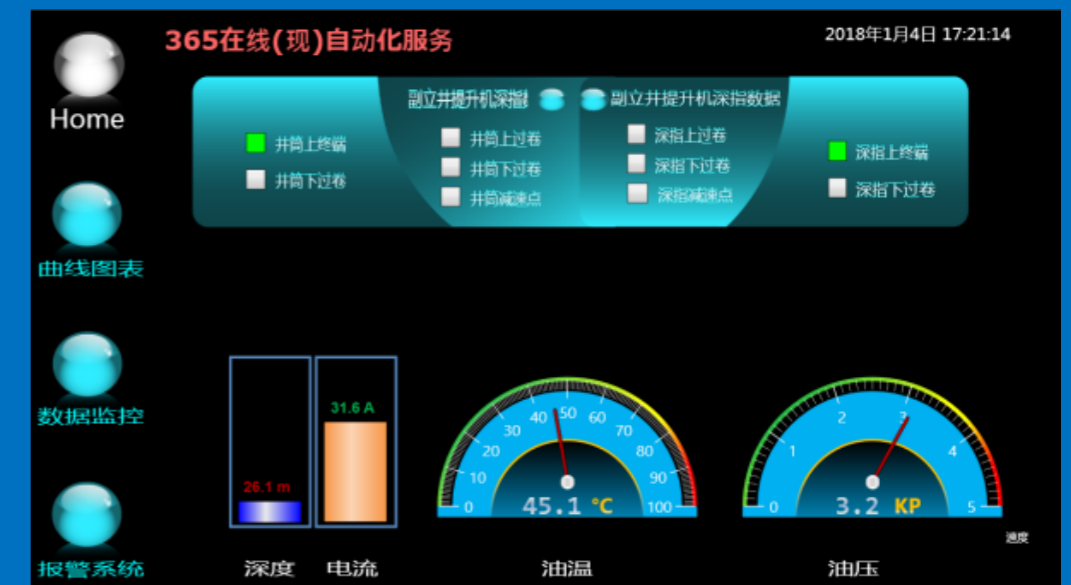 365在线(现)自动化服务
2018年1月4日 17:21:14
Home
曲线图表
数据监控
报警系统
井筒上终端
井筒下过卷
副立井提升机深指
井筒上过卷
井筒下过卷
井筒减速点
副立井提升机深指数据
深指上过卷
深指下过卷
深指减速点
深指上终端
深指下过卷
26.1 m
深度
31.6 A
电流
0 10 20 30 40 50 60 70 80 90 100
45.1 °C
油温
0 1 2 3 4 5
3.2 KP
油压
速度